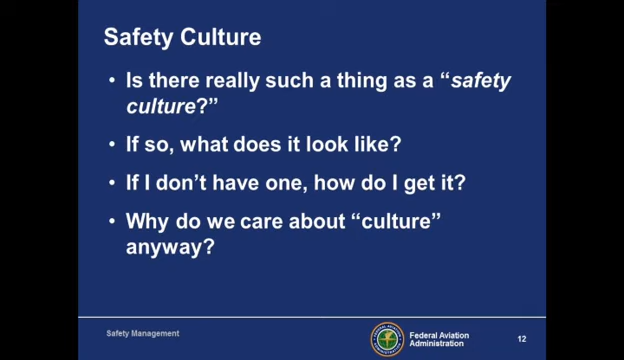 Safety Culture
• Is there really such a thing as a “safety
culture?”
• If so, what does it look like?
• If I don’t have one, how do I get it?
• Why do we care about “culture”
anyway?
Safety Management
Federal Aviation
Administration
12